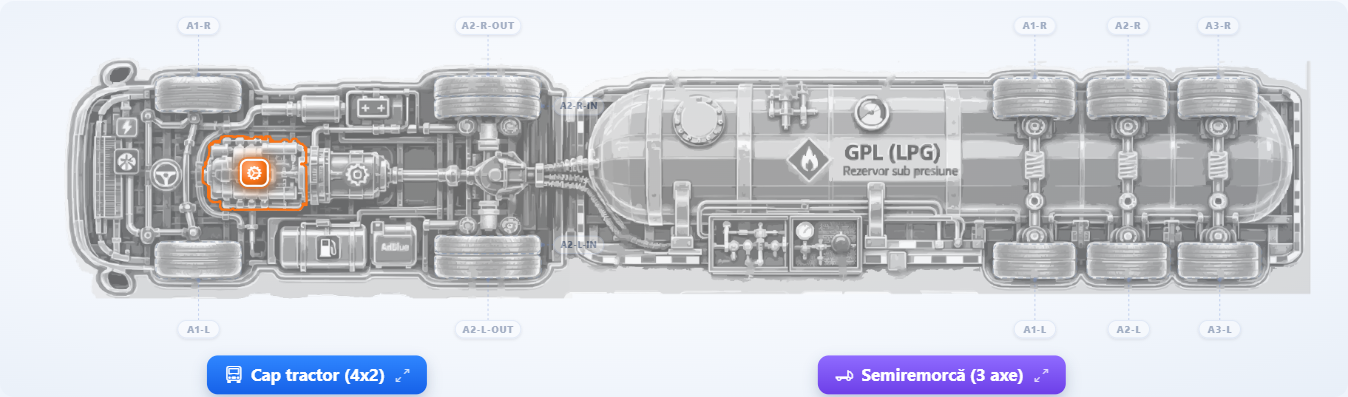 A1-R
A2-R-OUT
A1-R
A2-R
A3-R
A2-R-IN
GPL (LPG)
Rezervor sub presiune
AdBlue
A2-L-IN
A1-L
A2-L-OUT
A1-L
A2-L
A3-L
Cap tractor (4x2)
Semiremorcă (3 axe)